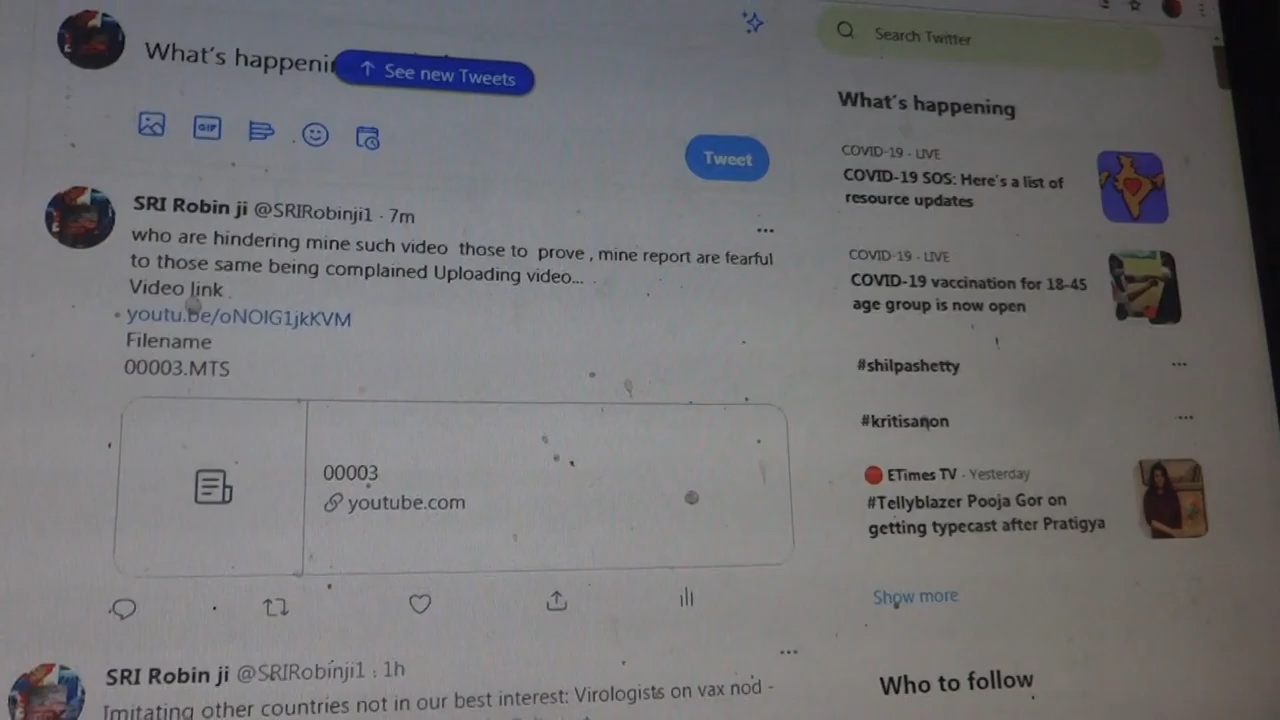 What's happenin
↑ See new Tweets
GIF
Tweet
SRI Robin ji @SRIRobinji1 · 7m
...
who are hindering mine such video those to prove , mine report are fearful
to those same being complained Uploading video...
Video link
youtu.be/oNOIG1jkKVM
Filename
00003.MTS
00003
youtube.com
SRI Robin ji @SRIRobinji1 · 1h
...
Imitating other countries not in our best interest: Virologists on vax nod -
Search Twitter
What's happening
COVID-19 · LIVE
COVID-19 SOS: Here's a list of
resource updates
COVID-19 · LIVE
COVID-19 vaccination for 18-45
age group is now open
#shilpashetty
...
#kritisanon
...
ETimes TV · Yesterday
#Tellyblazer Pooja Gor on
getting typecast after Pratigya
Show more
Who to follow